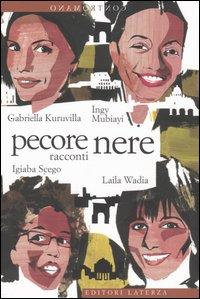 CONTROMANO
Gabriella Kuruvilla
Ingy
Mubiayi
pecore nere
racconti
Igiaba Scego
Laila Wadia
EDITORI LATERZA